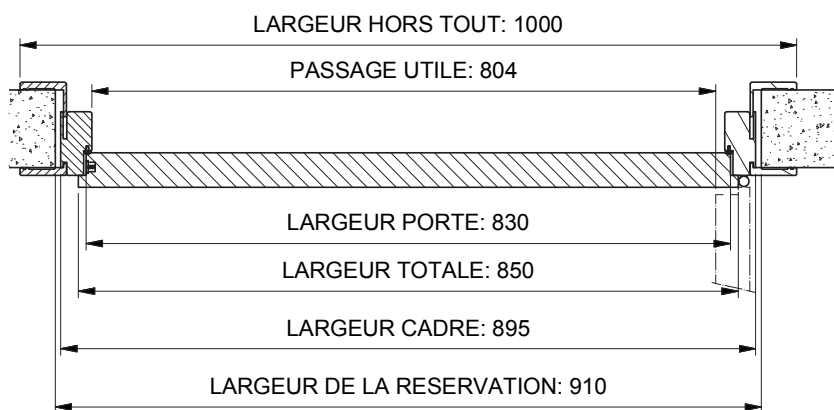 LARGEUR HORS TOUT: 1000
PASSAGE UTILE: 804
LARGEUR PORTE: 830
LARGEUR TOTALE: 850
LARGEUR CADRE: 895
LARGEUR DE LA RESERVATION: 910